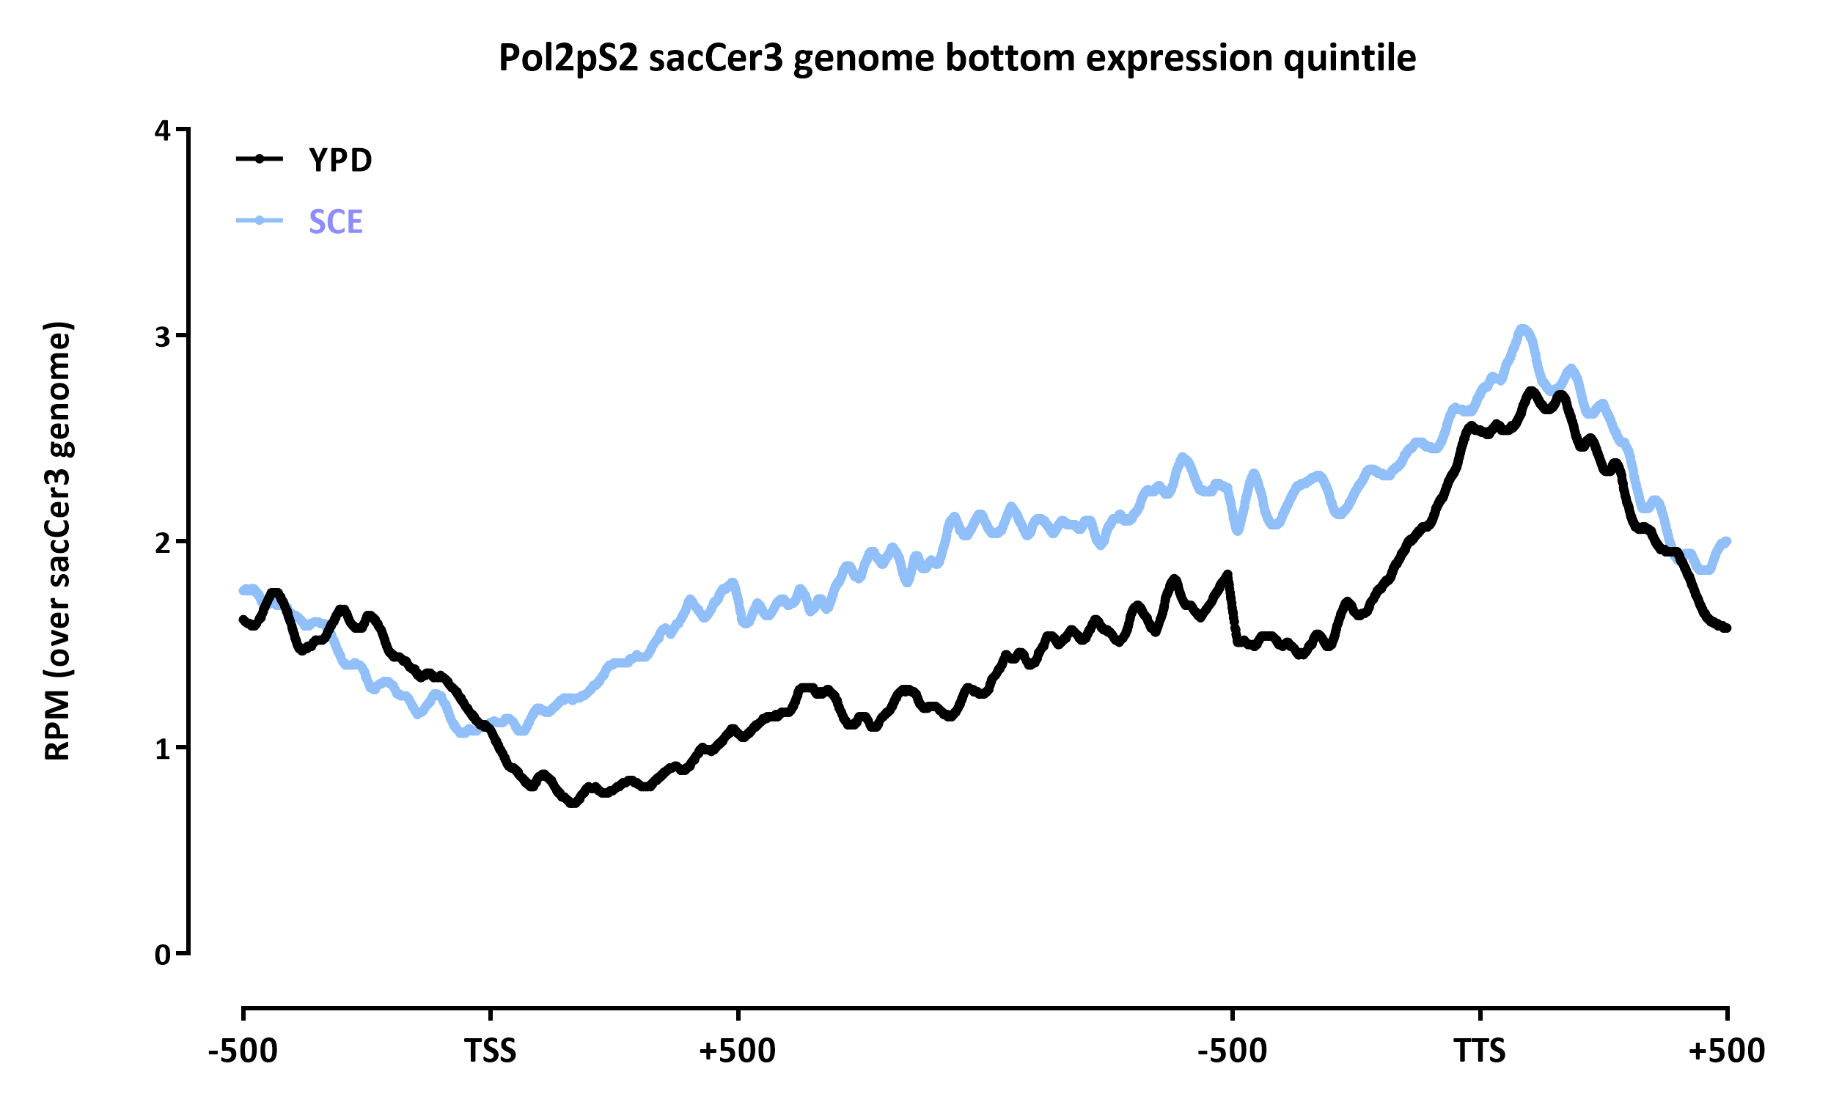 Pol2pS2 sacCer3 genome bottom expression quintile
YPD
SCE
RPM (over sacCer3 genome)
4
3
2
1
0
-500 TSS +500 -500 TTS +500